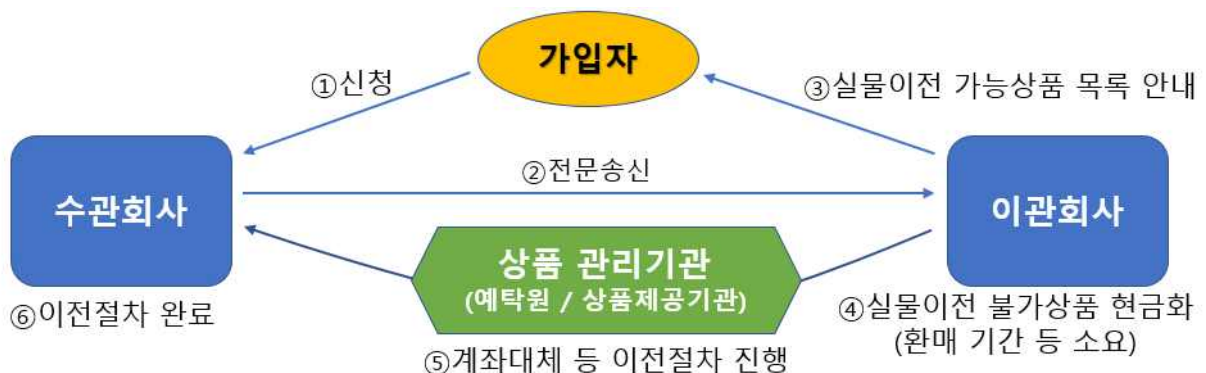 가입자
①신청
③실물이전 가능상품 목록 안내
②전문송신
수관회사
이관회사
상품 관리기관
(예탁원 / 상품제공기관)
⑥이전절차 완료
④실물이전 불가상품 현금화
(환매 기간 등 소요)
⑤계좌대체 등 이전절차 진행